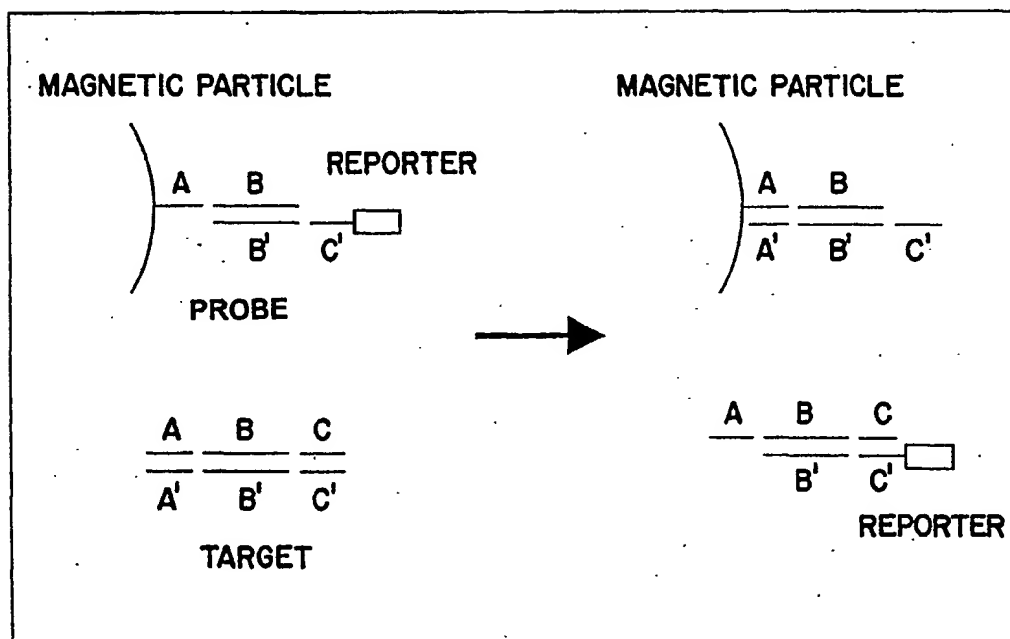 MAGNETIC PARTICLE
A B REPORTER
B' C'
PROBE
A B C
A' B' C'
TARGET
MAGNETIC PARTICLE
A B
A' B' C'
A B C
B' C'
REPORTER